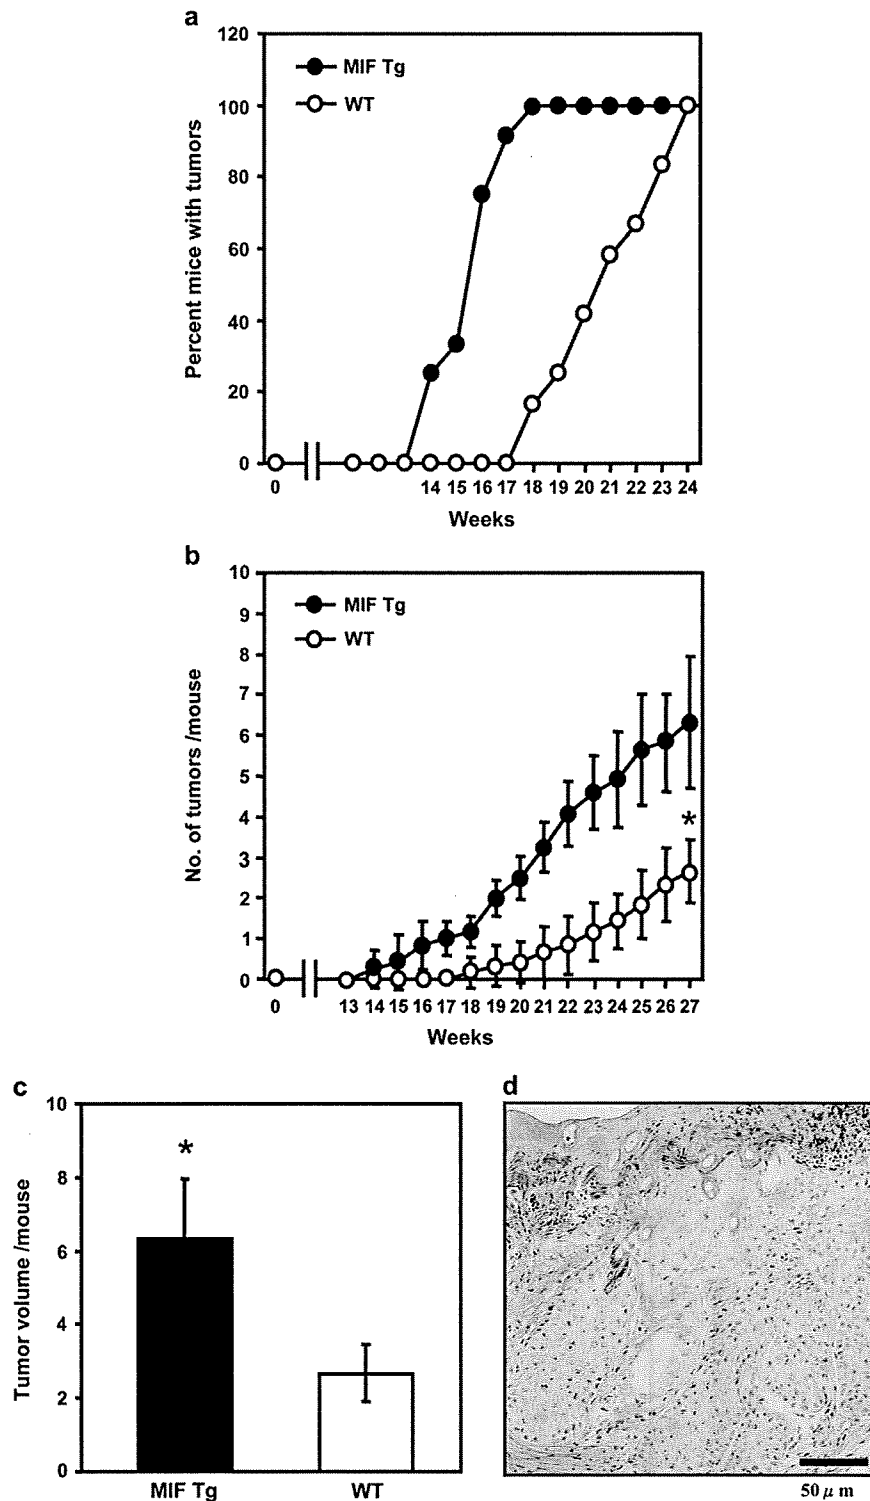 a
120
100
80
60
40
20
0
Percent mice with tumors
MIF Tg
WT
0 14 15 16 17 18 19 20 21 22 23 24
Weeks
b
10
9
8
7
6
5
4
3
2
1
0
No. of tumors /mouse
MIF Tg
WT
*
0 13 14 15 16 17 18 19 20 21 22 23 24 25 26 27
Weeks
c
10
8
6
4
2
0
Tumor volume /mouse
*
MIF Tg WT
d
50 μ m